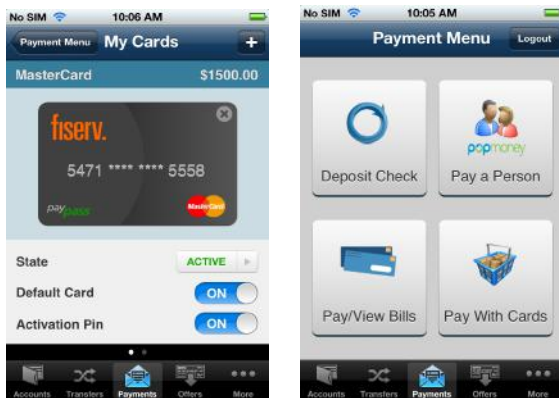 No SIM 10:06 AM
Payment Menu My Cards +
MasterCard $1500.00
fiserv.
5471 **** **** 5558
paypass MasterCard
State ACTIVE
Default Card ON
Activation Pin ON
Accounts Transfers Payments Offers More
No SIM 10:05 AM
Payment Menu Logout
popmoney
Deposit Check Pay a Person
Pay/View Bills Pay With Cards
Accounts Transfers Payments Offers More